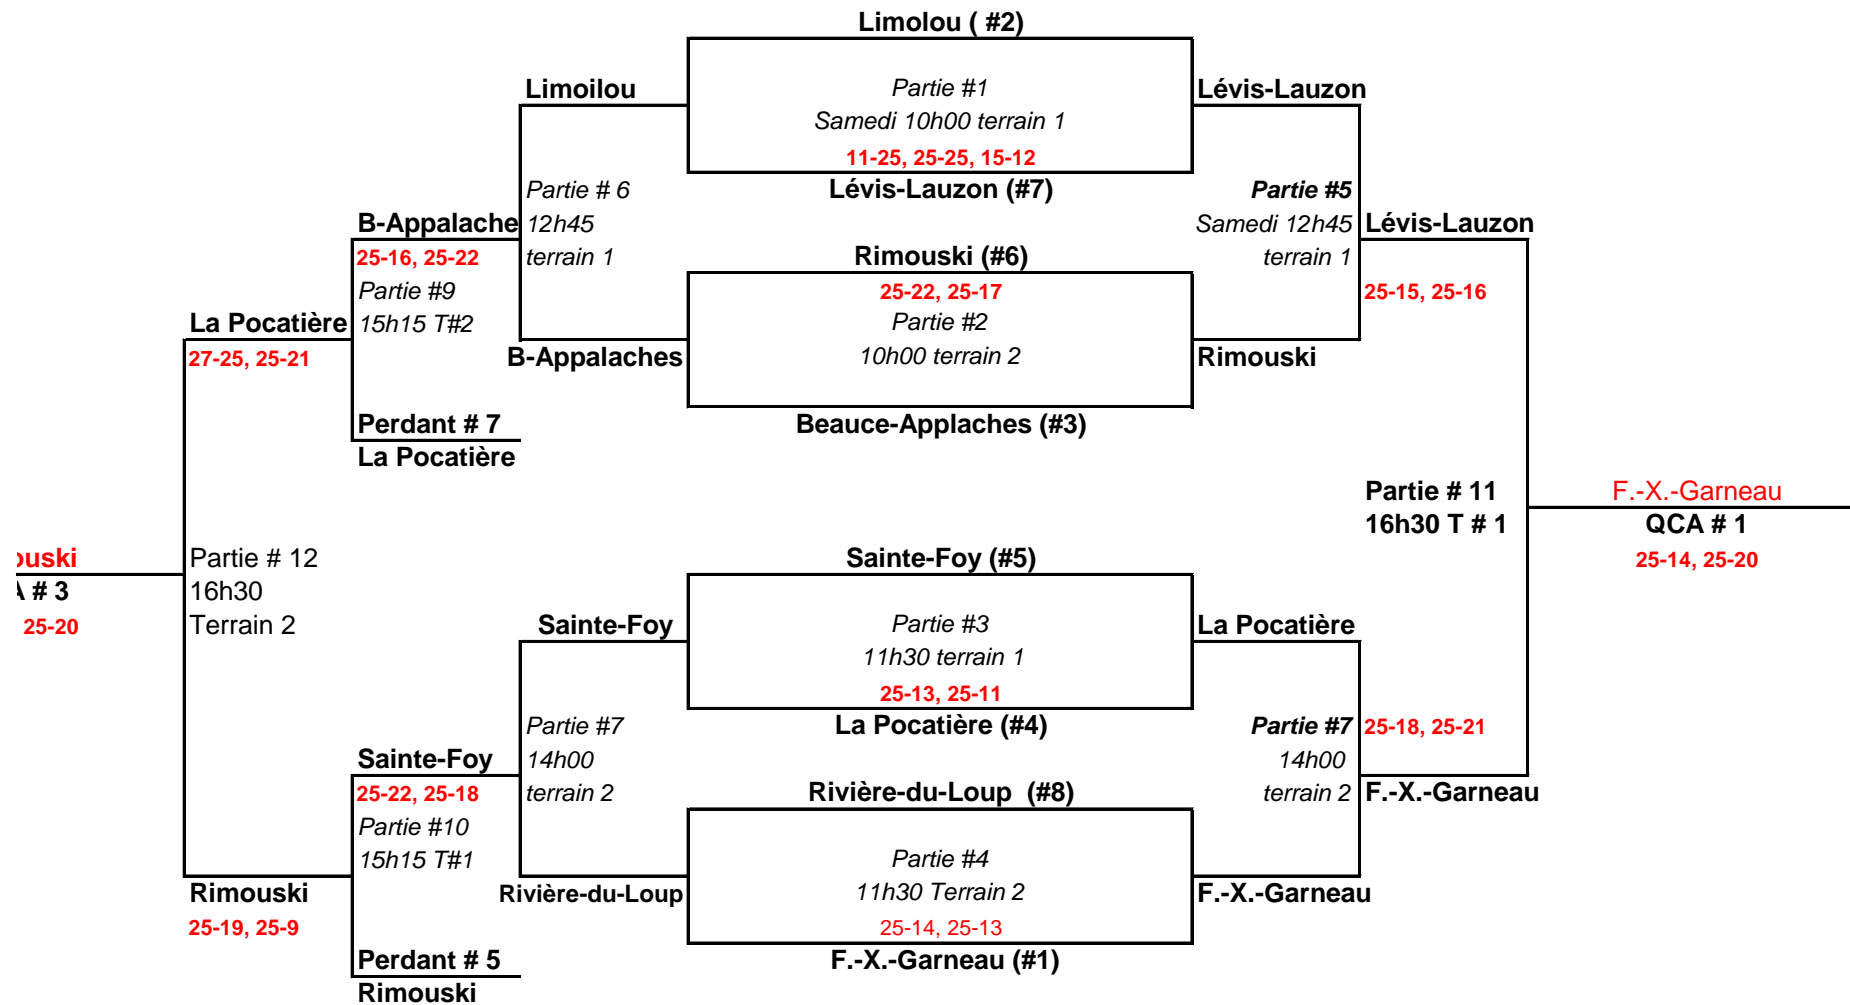 Limolou ( #2)
Limoilou
Partie #1
Lévis-Lauzon
Samedi 10h00 terrain 1
11-25, 25-25, 15-12
Partie # 6
Lévis-Lauzon (#7)
Partie #5
B-Appalache
12h45
Samedi 12h45
Lévis-Lauzon
25-16, 25-22
terrain 1
Rimouski (#6)
terrain 1
Partie #9
25-22, 25-17
25-15, 25-16
La Pocatière
15h15 T#2
Partie #2
27-25, 25-21
B-Appalaches
10h00 terrain 2
Rimouski
Perdant # 7
Beauce-Applaches (#3)
La Pocatière
Partie # 11
F.-X.-Garneau
16h30 T # 1
QCA # 1
ouski
Partie # 12
Sainte-Foy (#5)
25-14, 25-20
# 3
16h30
25-20
Terrain 2
Sainte-Foy
Partie #3
La Pocatière
11h30 terrain 1
25-13, 25-11
Partie #7
La Pocatière (#4)
Partie #7
25-18, 25-21
Sainte-Foy
14h00
14h00
25-22, 25-18
terrain 2
Rivière-du-Loup (#8)
terrain 2
F.-X.-Garneau
Partie #10
15h15 T#1
Partie #4
Rimouski
Rivière-du-Loup
11h30 Terrain 2
F.-X.-Garneau
25-19, 25-9
25-14, 25-13
Perdant # 5
F.-X.-Garneau (#1)
Rimouski